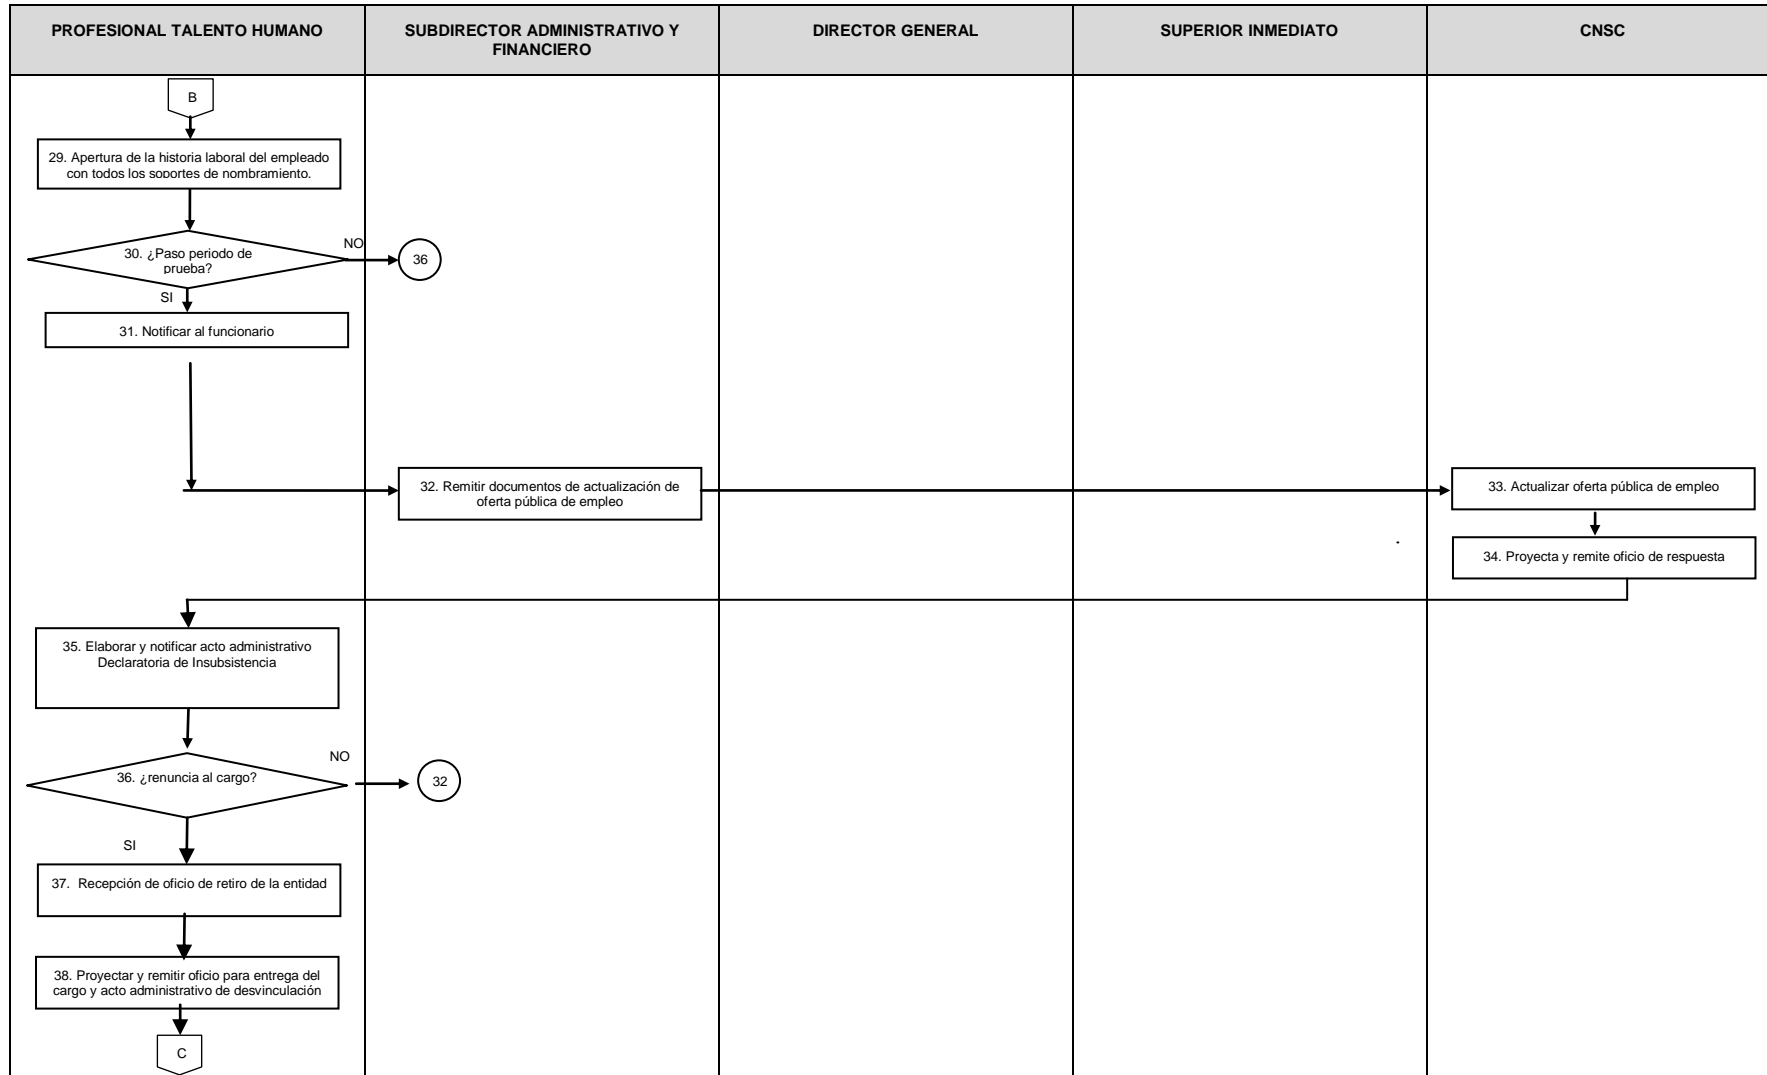 PROFESIONAL TALENTO HUMANO
SUBDIRECTOR ADMINISTRATIVO Y
FINANCIERO
DIRECTOR GENERAL
SUPERIOR INMEDIATO
CNSC
B
29. Apertura de la historia laboral del empleado
con todos los soportes de nombramiento.
30. ¿Paso periodo de
prueba?
NO
36
SI
31. Notificar al funcionario
32. Remitir documentos de actualización de
oferta pública de empleo
33. Actualizar oferta pública de empleo
34. Proyecta y remite oficio de respuesta
35. Elaborar y notificar acto administrativo
Declaratoria de Insubsistencia
36. ¿renuncia al cargo?
NO
32
SI
37. Recepción de oficio de retiro de la entidad
38. Proyectar y remitir oficio para entrega del
cargo y acto administrativo de desvinculación
C